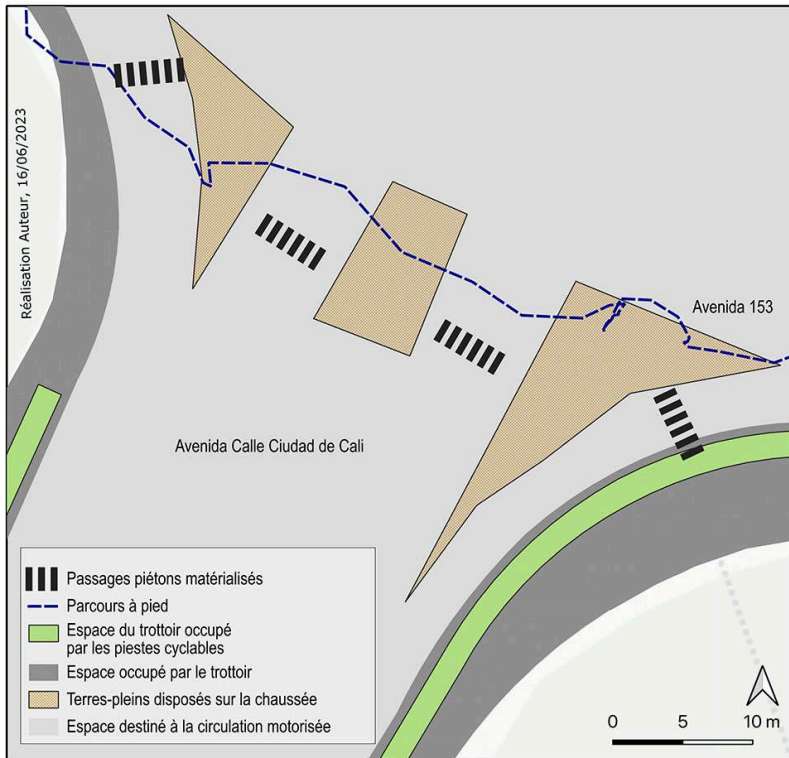 Réalisation Auteur, 16/06/2023
Avenida 153
Avenida Calle Ciudad de Cali
Passages piétons matérialisés
Parcours à pied
Espace du trottoir occupé
par les piestes cyclables
Espace occupé par le trottoir
Terres-pleins disposés sur la chaussée
Espace destiné à la circulation motorisée
0 5 10 m